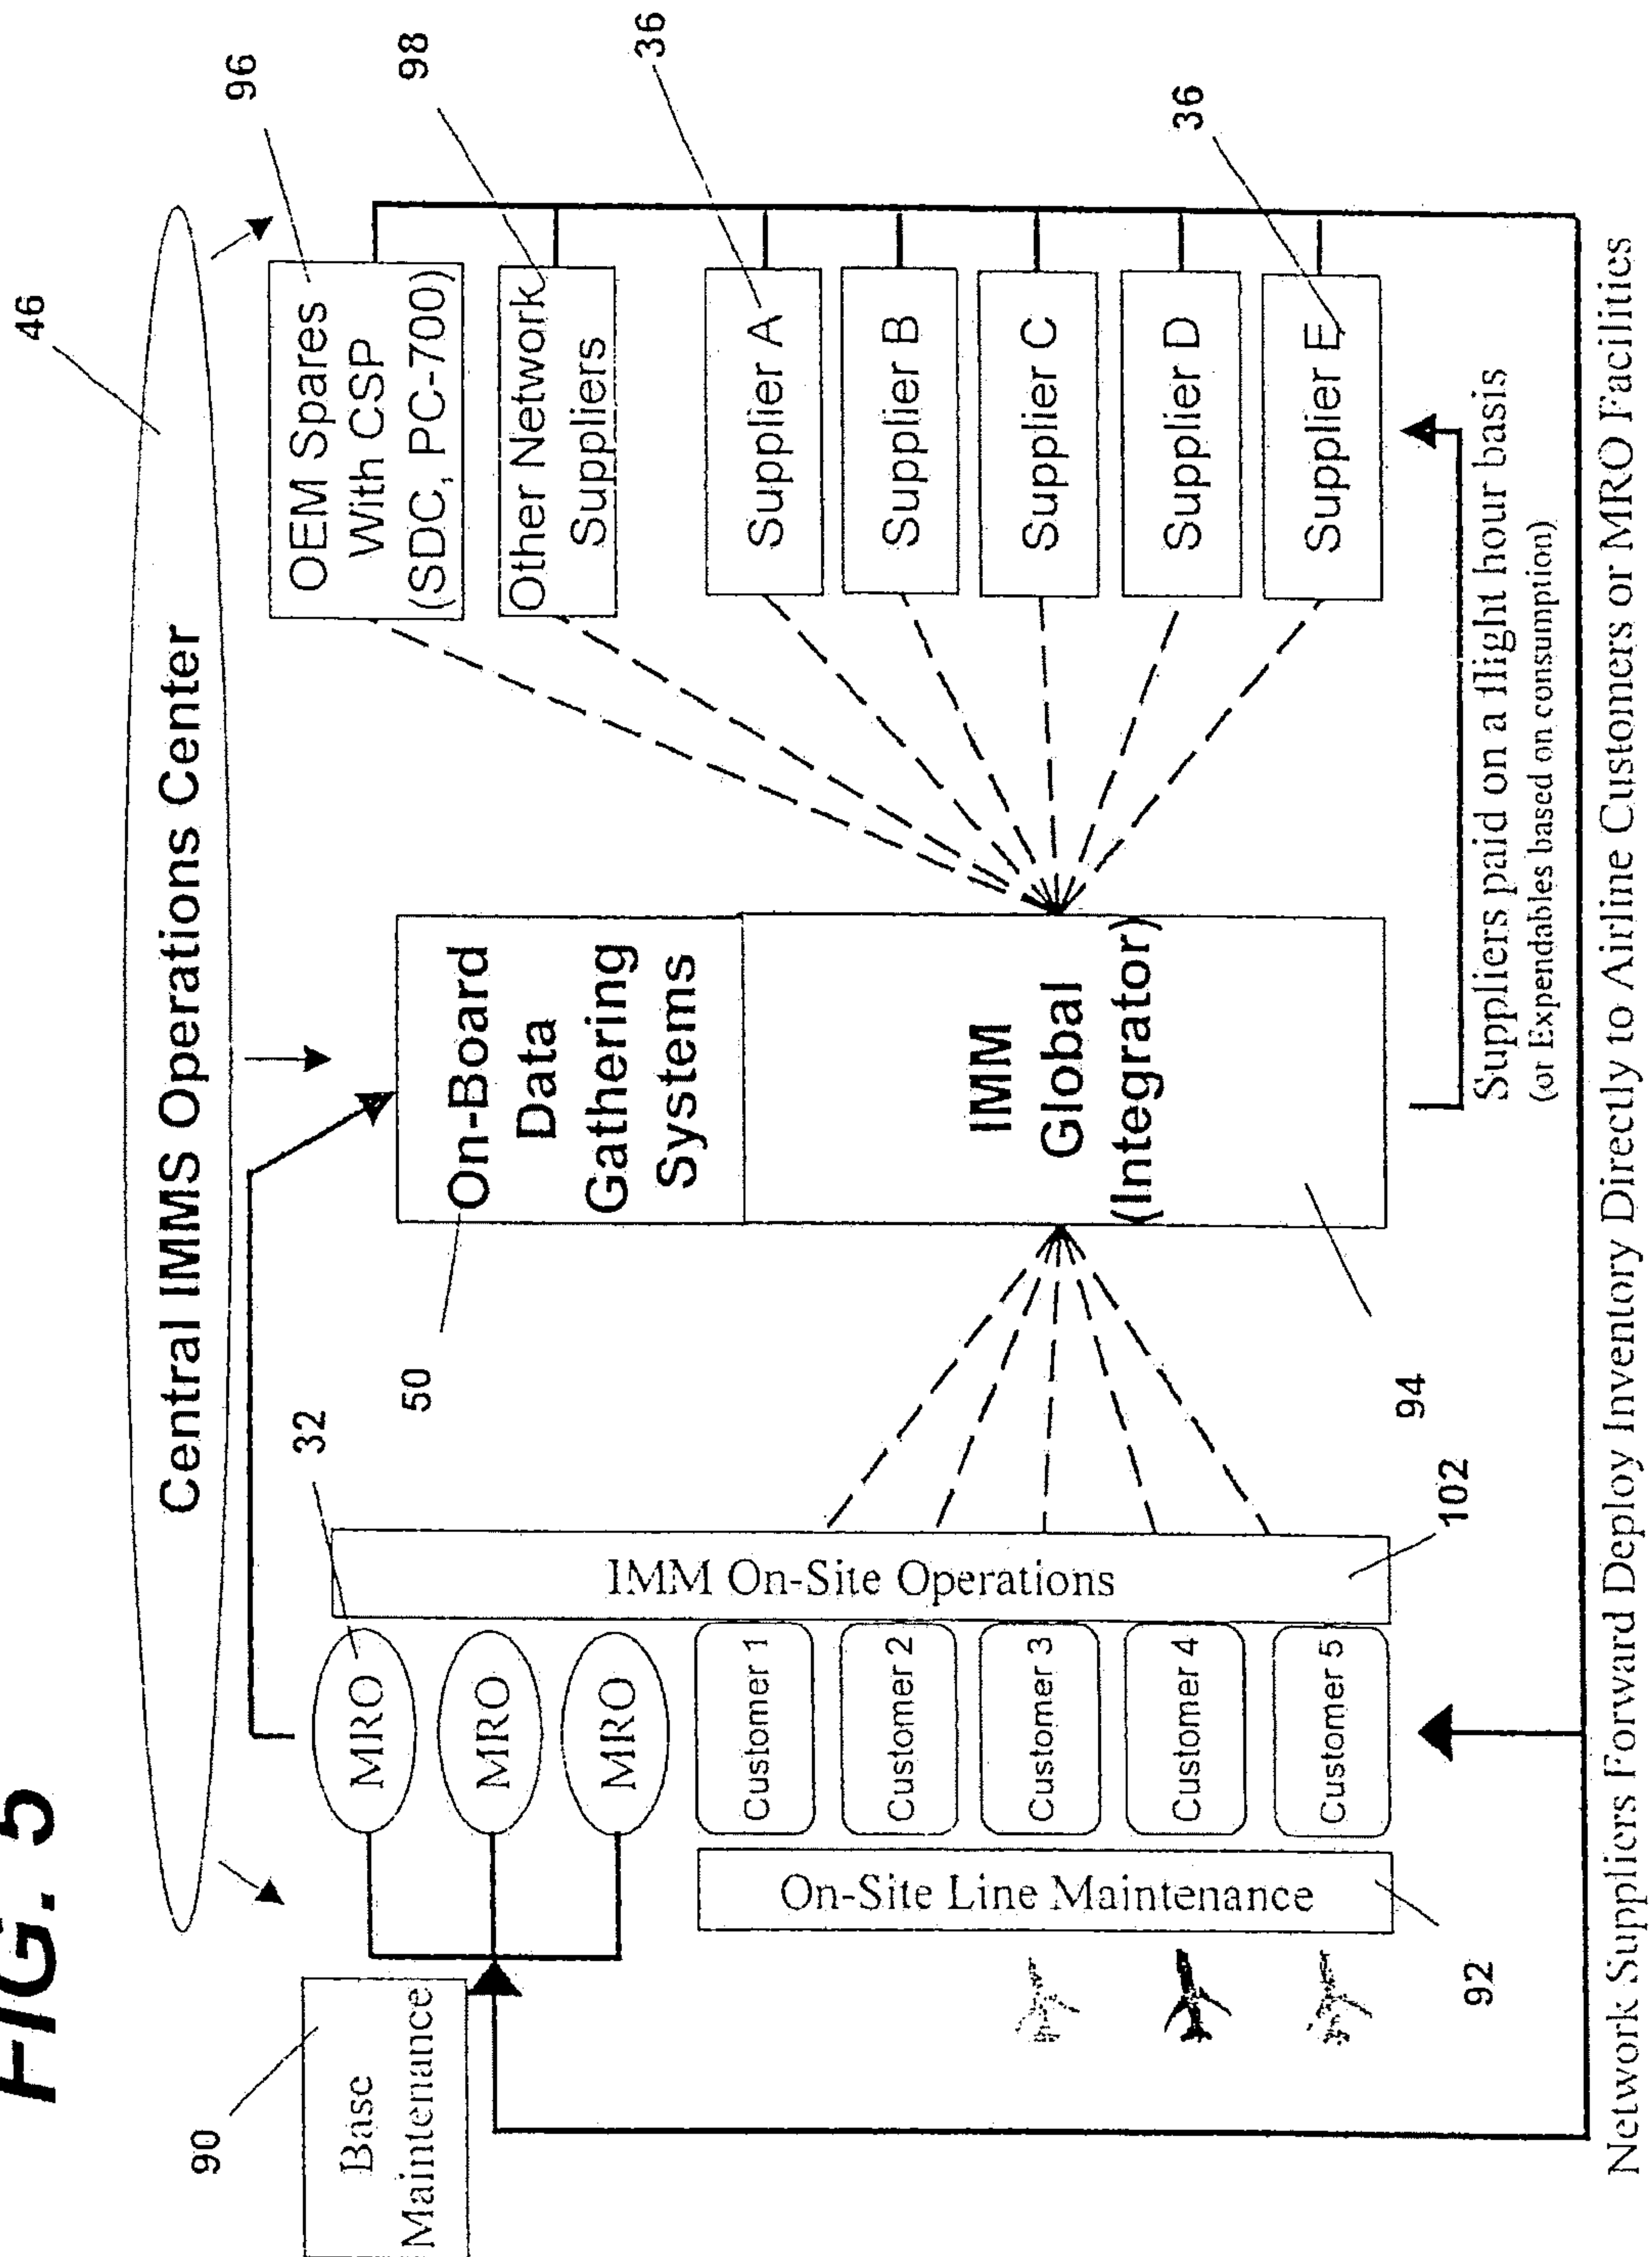 FIG. 5
46
Central IMMS Operations Center
90
Base
Maintenance
32
MRO
MRO
MRO
Customer 1
Customer 2
Customer 3
Customer 4
Customer 5
On-Site Line Maintenance
92
IMM On-Site Operations
102
50
On-Board
Data
Gathering
Systems
IMM
Global
(Integrator)
94
96
OEM Spares
With CSP
(SDC, PC-700)
98
Other Network
Suppliers
36
Supplier A
Supplier B
Supplier C
Supplier D
Supplier E
36
Suppliers paid on a flight hour basis
(or Expendables based on consumption)
Network Suppliers Forward Deploy Inventory Directly to Airline Customers or MRO Facilities